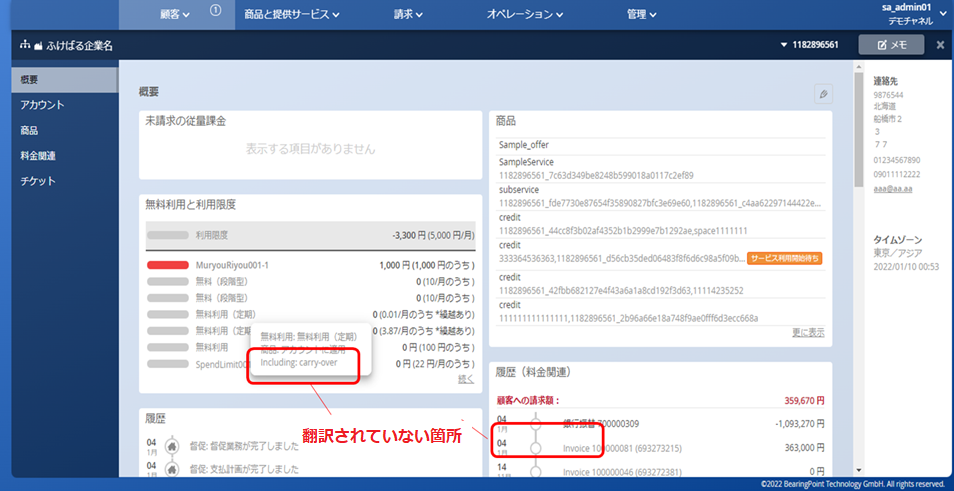 顧客
1
商品と提供サービス
請求
オペレーション
管理
sa_admin01
デモチャネル
ふけばる企業名
1182896561
メモ
概要
アカウント
商品
料金関連
チケット
概要
未請求の従量課金
表示する項目がありません
無料利用と利用限度
利用限度 -3,300 円 (5,000 円/月)
MuryouRiyou001-1 1,000 円 (1,000 円のうち )
無料（段階型） 0 (10/月のうち )
無料（段階型） 0 (10/月のうち )
無料利用（定期） 0 (0.01/月のうち *繰越あり)
無料利用（定期 0 (3.87/月のうち *繰越あり)
無料利用 0 円 (100 円のうち )
SpendLimit001 0 円 (22 円/月のうち )
続く
無料利用: 無料利用（定期）
商品: アカウントに適用
Including: carry-over
翻訳されていない箇所
履歴
04
1月
督促: 督促業務が完了しました
04
1月
督促: 支払計画が完了しました
商品
Sample_offer
SampleService
1182896561_7c63d349be8248b599018a0117c2ef89
subservice
1182896561_fde7730e87654f35890827bfc3e69e60,1182896561_c4aa62297144422e...
credit
1182896561_44cc8f3b02af4352b1b2999e7b1292ae,space1111111
credit
333364536363,1182896561_d56cb35ded06483f8f6d6c98a5f09b...
サービス利用開始待ち
credit
1182896561_42fbb682127e4f43a6a1a8cd192f3d63,11114235252
credit
111111111111111,1182896561_2b96a66e18a748f9ae0fff6d3ecc668a
更に表示
履歴（料金関連）
顧客への請求額： 359,670 円
04
1月
銀行振替 200000309 -1,093,270 円
04
1月
Invoice 100000081 (693273215) 363,000 円
14
11月
Invoice 100000046 (693272381) 0 円
連絡先
9876544
北海道
船橋市２
３
７７
01234567890
09011112222
aaa@aa.aa
タイムゾーン
東京／アジア
2022/01/10 00:53
©2022 BearingPoint Technology GmbH. All rights reserved.